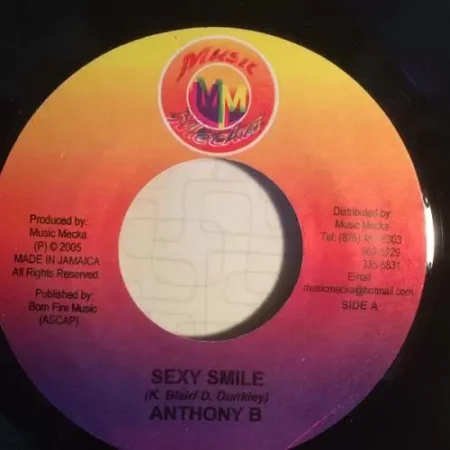 Music
MM
Mecka
Produced by:
Music Mecka
(P) © 2005
MADE IN JAMAICA
All Rights Reserved
Published by:
Born Fire Music
(ASCAP)
Distributed by:
Music Mecka
Tel: (876)
Email
musicmecka@hotmail.com
SIDE A
SEXY SMILE
(K. Blair/ D. Dunkley)
ANTHONY B